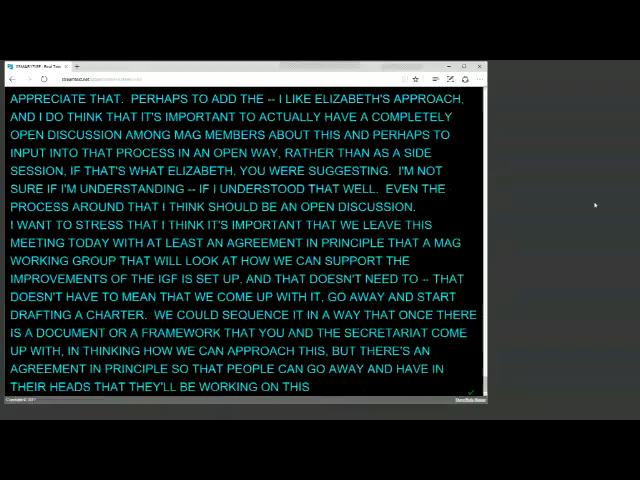 streamtext.net
APPRECIATE THAT.  PERHAPS TO ADD THE -- I LIKE ELIZABETH'S APPROACH,
AND I DO THINK THAT IT'S IMPORTANT TO ACTUALLY HAVE A COMPLETELY
OPEN DISCUSSION AMONG MAG MEMBERS ABOUT THIS AND PERHAPS TO
INPUT INTO THAT PROCESS IN AN OPEN WAY, RATHER THAN AS A SIDE
SESSION, IF THAT'S WHAT ELIZABETH, YOU WERE SUGGESTING.  I'M NOT
SURE IF I'M UNDERSTANDING -- IF I UNDERSTOOD THAT WELL.  EVEN THE
PROCESS AROUND THAT I THINK SHOULD BE AN OPEN DISCUSSION.
I WANT TO STRESS THAT I THINK IT'S IMPORTANT THAT WE LEAVE THIS
MEETING TODAY WITH AT LEAST AN AGREEMENT IN PRINCIPLE THAT A MAG
WORKING GROUP THAT WILL LOOK AT HOW WE CAN SUPPORT THE
IMPROVEMENTS OF THE IGF IS SET UP, AND THAT DOESN'T NEED TO -- THAT
DOESN'T HAVE TO MEAN THAT WE COME UP WITH IT, GO AWAY AND START
DRAFTING A CHARTER.  WE COULD SEQUENCE IT IN A WAY THAT ONCE THERE
IS A DOCUMENT OR A FRAMEWORK THAT YOU AND THE SECRETARIAT COME
UP WITH, IN THINKING HOW WE CAN APPROACH THIS, BUT THERE'S AN
AGREEMENT IN PRINCIPLE SO THAT PEOPLE CAN GO AWAY AND HAVE IN
THEIR HEADS THAT THEY'LL BE WORKING ON THIS